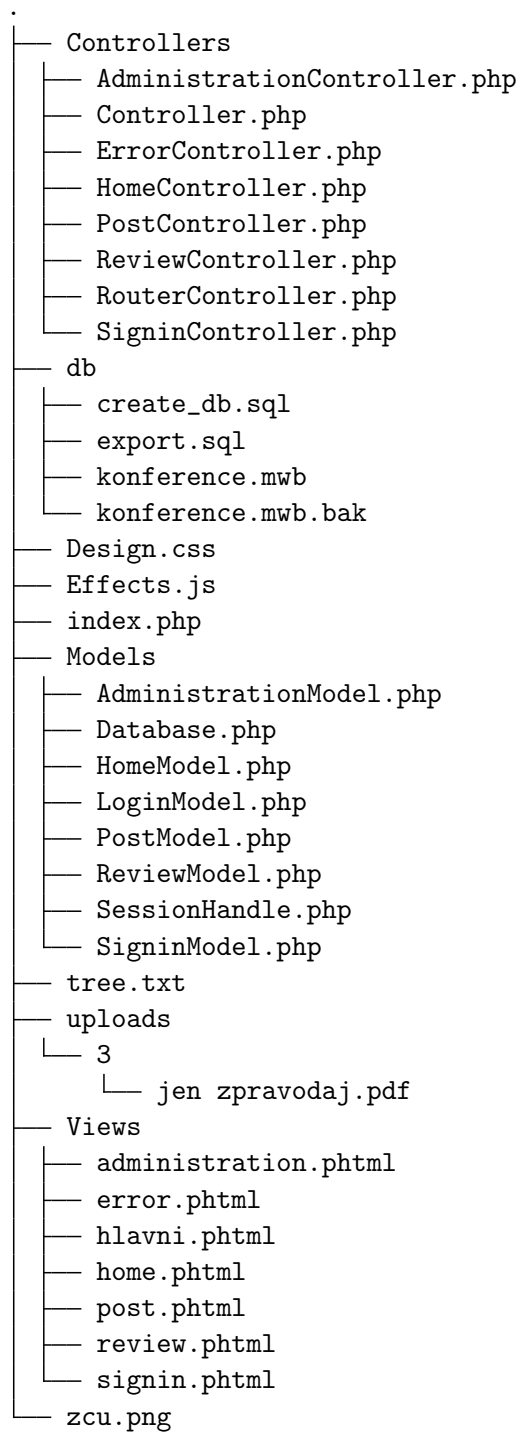 .
├── Controllers
│   ├── AdministrationController.php
│   ├── Controller.php
│   ├── ErrorController.php
│   ├── HomeController.php
│   ├── PostController.php
│   ├── ReviewController.php
│   ├── RouterController.php
│   └── SigninController.php
├── db
│   ├── create_db.sql
│   ├── export.sql
│   ├── konference.mwb
│   └── konference.mwb.bak
├── Design.css
├── Effects.js
├── index.php
├── Models
│   ├── AdministrationModel.php
│   ├── Database.php
│   ├── HomeModel.php
│   ├── LoginModel.php
│   ├── PostModel.php
│   ├── ReviewModel.php
│   ├── SessionHandle.php
│   └── SigninModel.php
├── tree.txt
├── uploads
│   └── 3
│       └── jen zpravodaj.pdf
├── Views
│   ├── administration.phtml
│   ├── error.phtml
│   ├── hlavni.phtml
│   ├── home.phtml
│   ├── post.phtml
│   ├── review.phtml
│   └── signin.phtml
└── zcu.png